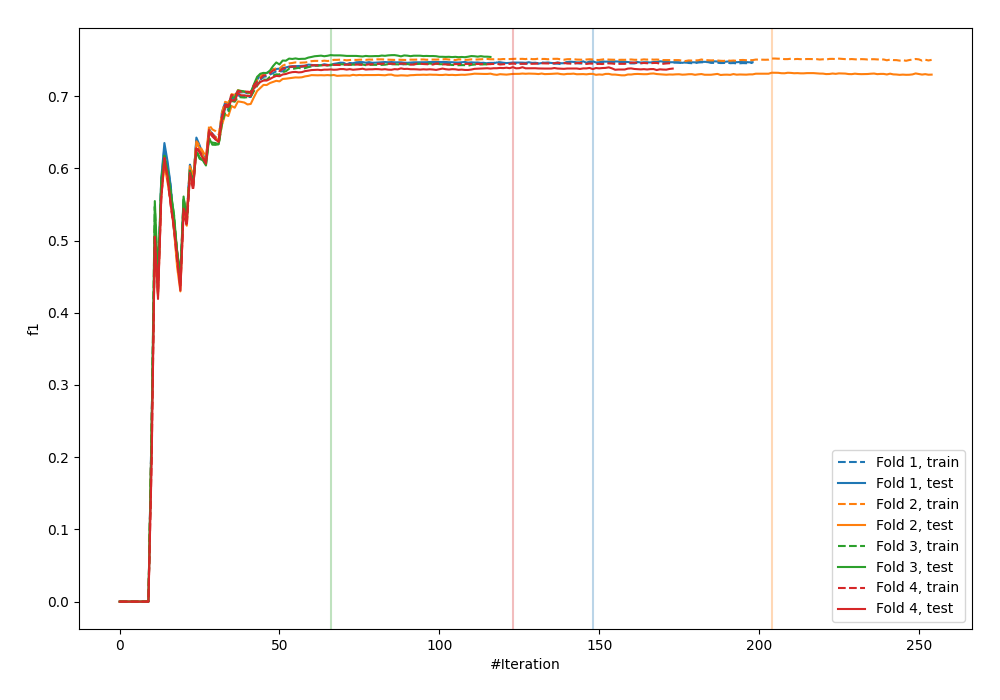 0.7
0.6
0.5
0.4
0.3
0.2
0.1
0.0
f1
0
50
100
150
200
250
#Iteration
Fold 1, train
Fold 1, test
Fold 2, train
Fold 2, test
Fold 3, train
Fold 3, test
Fold 4, train
Fold 4, test